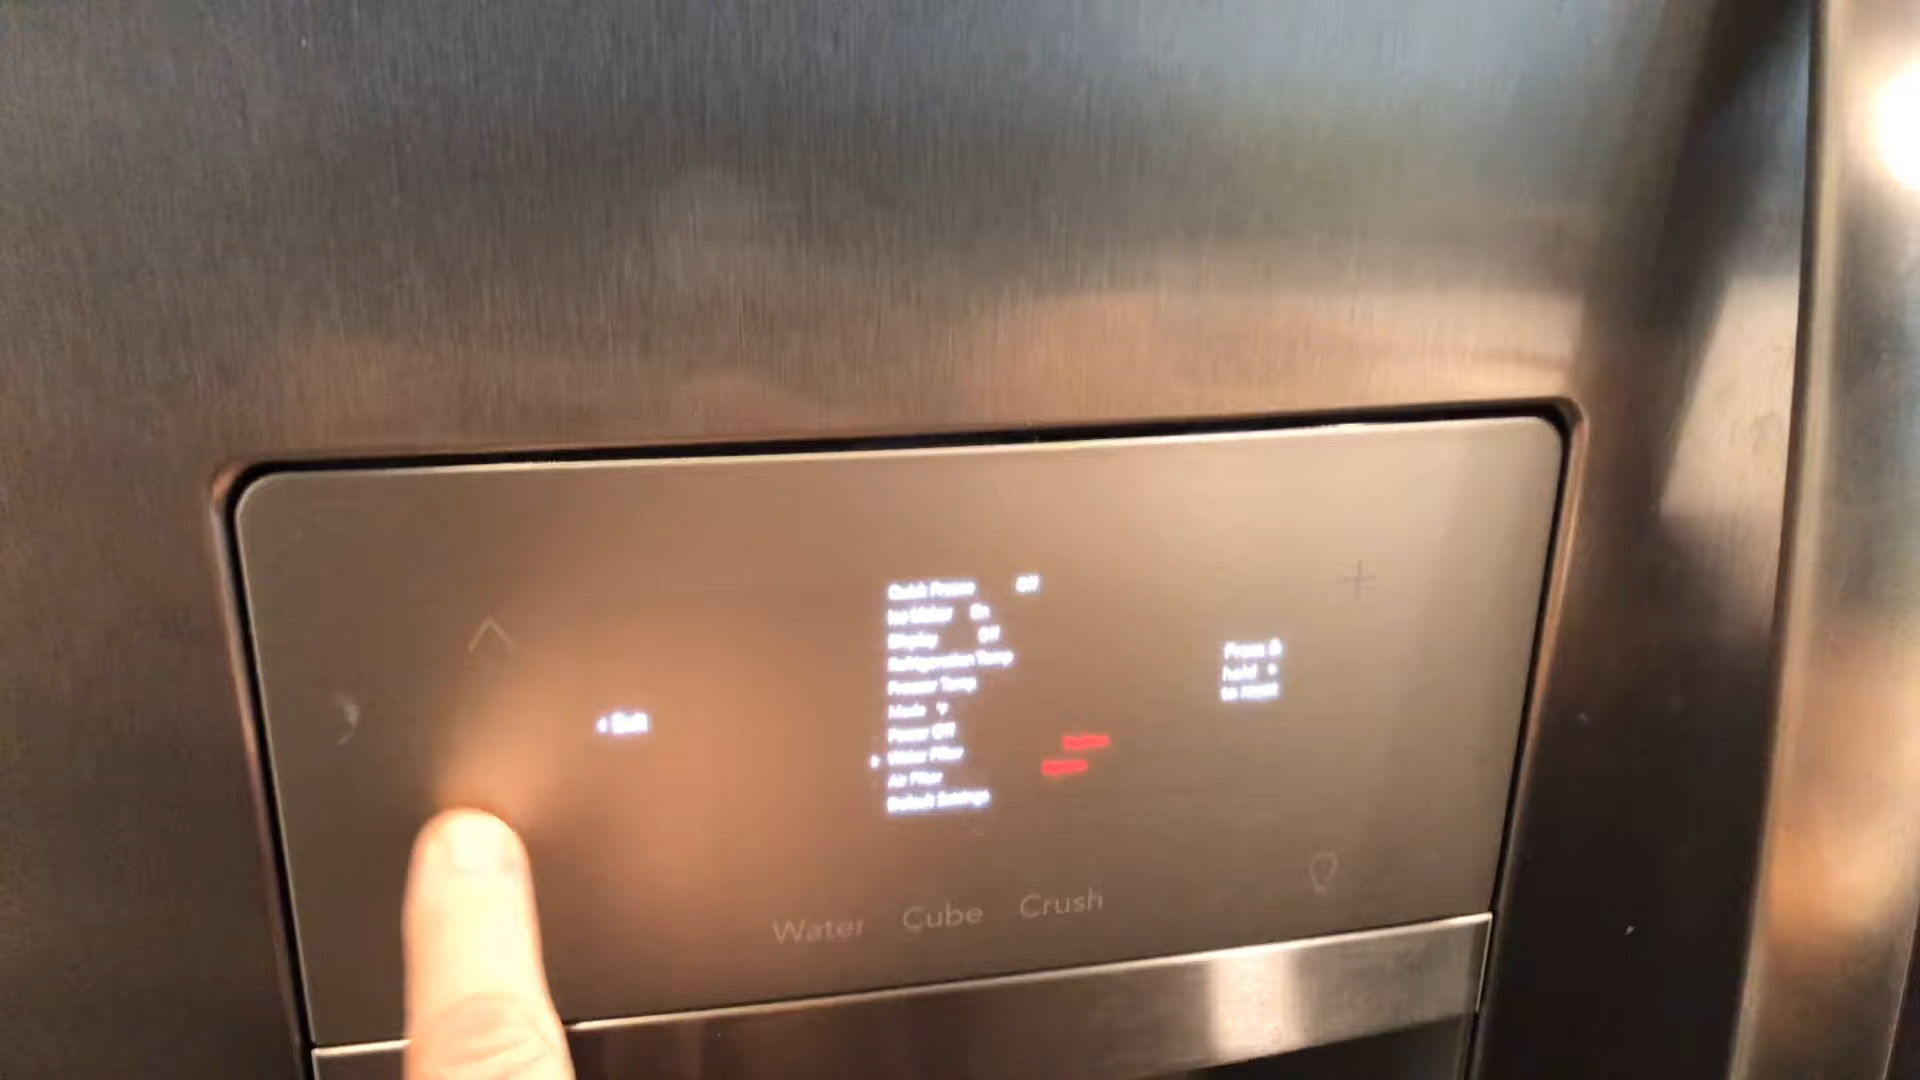 Quick Freeze Off
Ice Maker On
Display Off
Refrigerator Temp
Freezer Temp
Mode
Power Off
Water Filter
Air Filter
Default Settings
Exit
Press &
hold +
to reset
Water Cube Crush